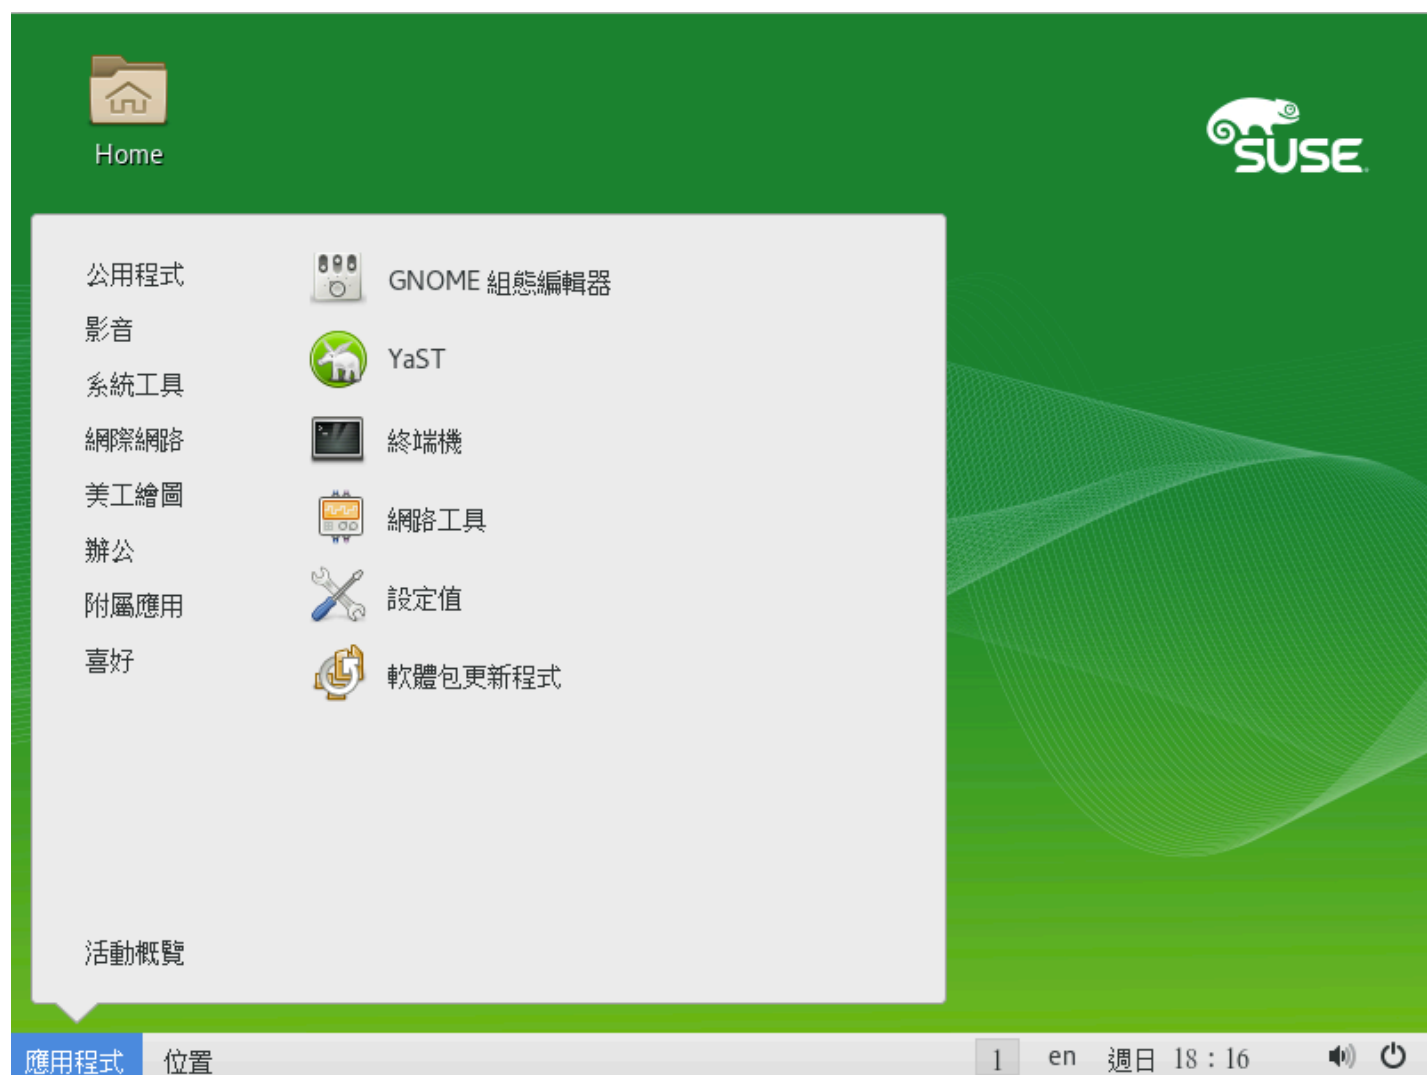 Home
SUSE
公用程式
影音
系統工具
網際網路
美工繪圖
辦公
附屬應用
喜好
GNOME 組態編輯器
YaST
終端機
網路工具
設定值
軟體包更新程式
活動概覽
應用程式 位置 1 en 週日 18：16